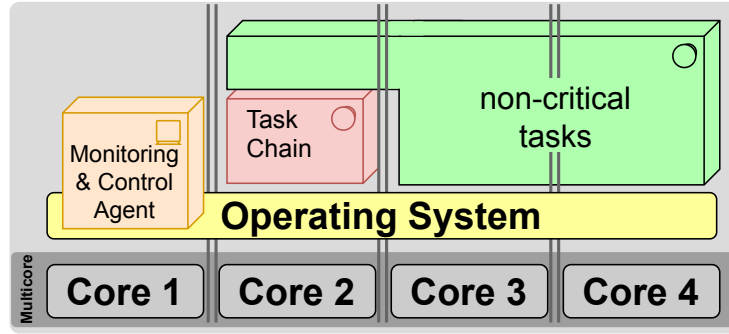 non-critical
tasks
Task
Chain
Monitoring
& Control
Agent
Operating System
Multicore
Core 1
Core 2
Core 3
Core 4